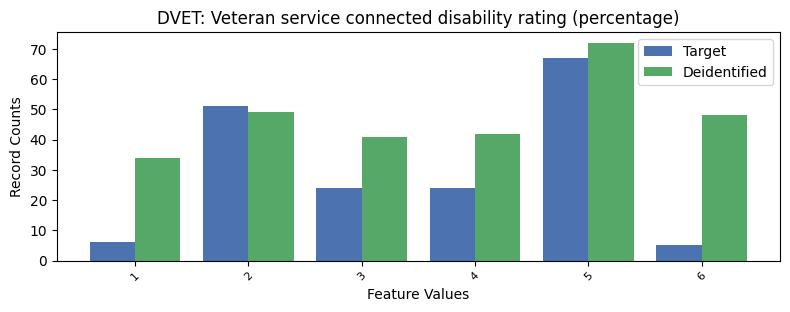 DVET: Veteran service connected disability rating (percentage)
Target
Deidentified
Record Counts
70
60
50
40
30
20
10
0
1 2 3 4 5 6
Feature Values